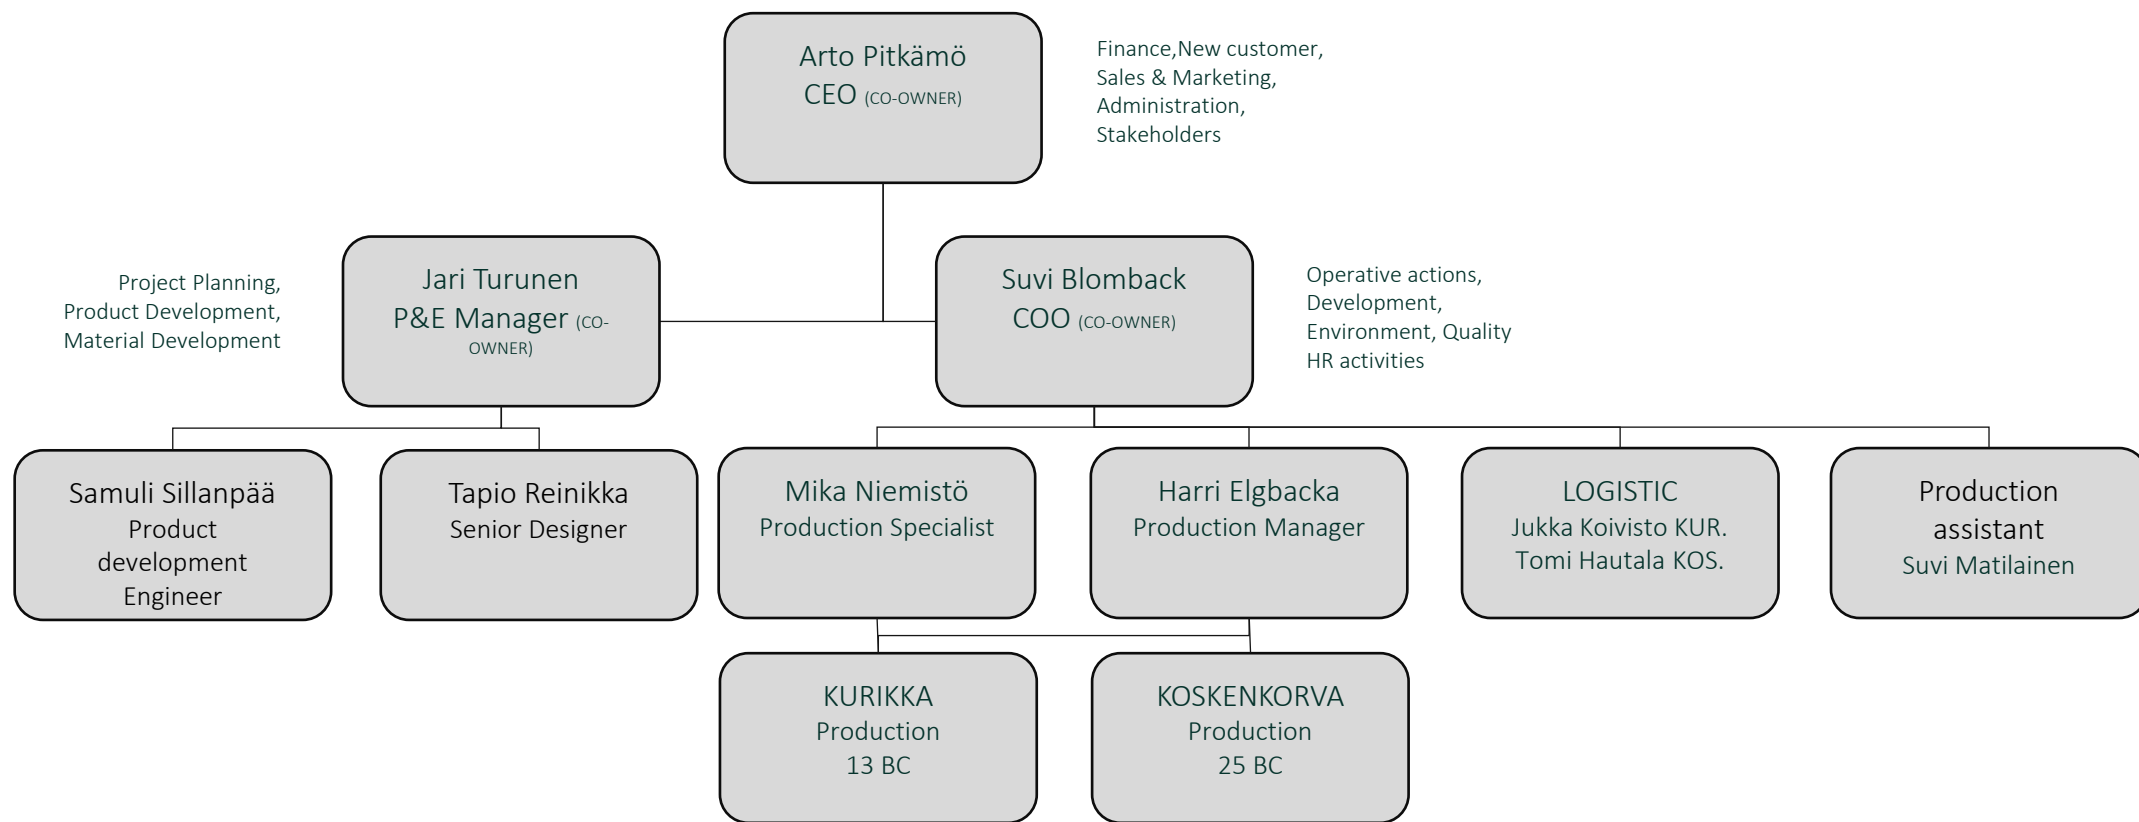 Arto Pitkämö
CEO (CO-OWNER)
Finance,New customer,
Sales & Marketing,
Administration,
Stakeholders
Project Planning,
Product Development,
Material Development
Jari Turunen
P&E Manager (CO-
OWNER)
Suvi Blomback
COO (CO-OWNER)
Operative actions,
Development,
Environment, Quality
HR activities
Samuli Sillanpää
Product
development
Engineer
Tapio Reinikka
Senior Designer
Mika Niemistö
Production Specialist
Harri Elgbacka
Production Manager
LOGISTIC
Jukka Koivisto KUR.
Tomi Hautala KOS.
Production
assistant
Suvi Matilainen
KURIKKA
Production
13 BC
KOSKENKORVA
Production
25 BC